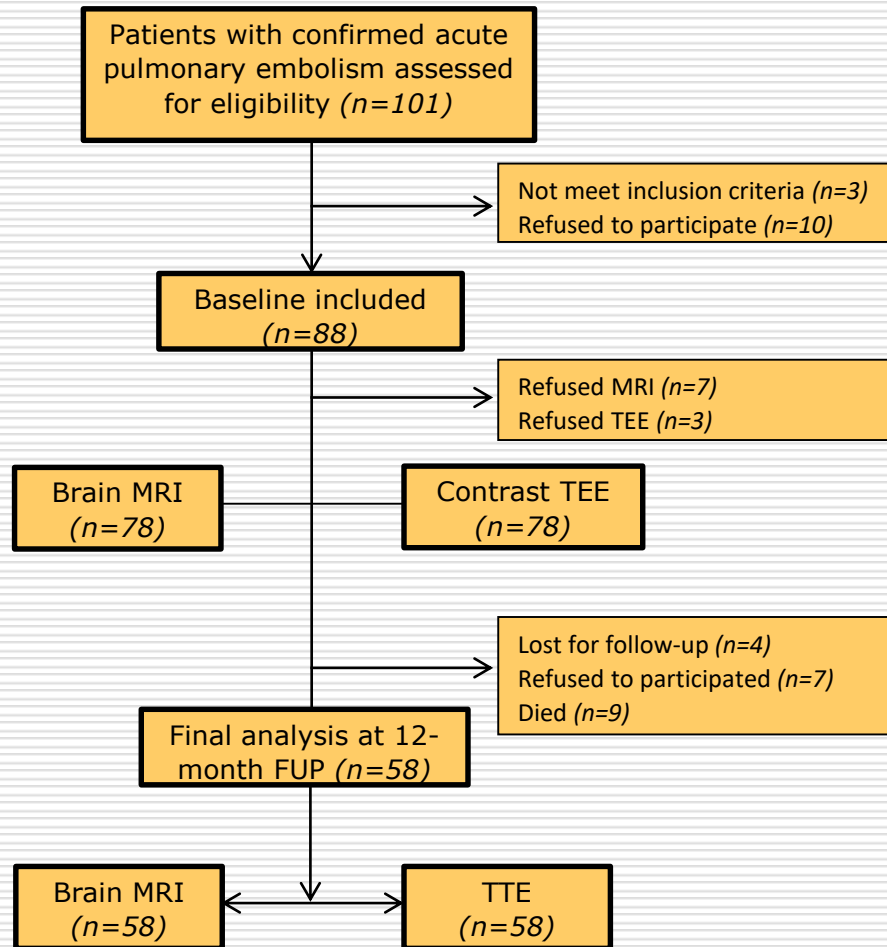 Patients with confirmed acute
pulmonary embolism assessed
for eligibility (n=101)
Not meet inclusion criteria (n=3)
Refused to participate (n=10)
Baseline included
(n=88)
Refused MRI (n=7)
Refused TEE (n=3)
Brain MRI
(n=78)
Contrast TEE
(n=78)
Lost for follow-up (n=4)
Refused to participated (n=7)
Died (n=9)
Final analysis at 12-
month FUP (n=58)
Brain MRI
(n=58)
TTE
(n=58)